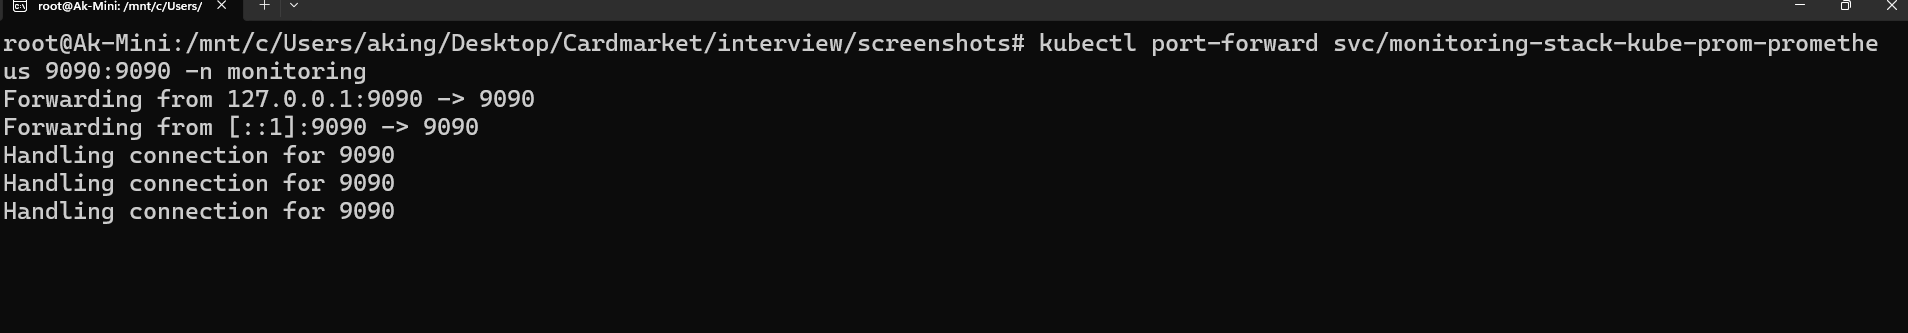 root@Ak-Mini: /mnt/c/Users/
root@Ak-Mini:/mnt/c/Users/aking/Desktop/Cardmarket/interview/screenshots# kubectl port-forward svc/monitoring-stack-kube-prom-promethe
us 9090:9090 -n monitoring
Forwarding from 127.0.0.1:9090 -> 9090
Forwarding from [::1]:9090 -> 9090
Handling connection for 9090
Handling connection for 9090
Handling connection for 9090